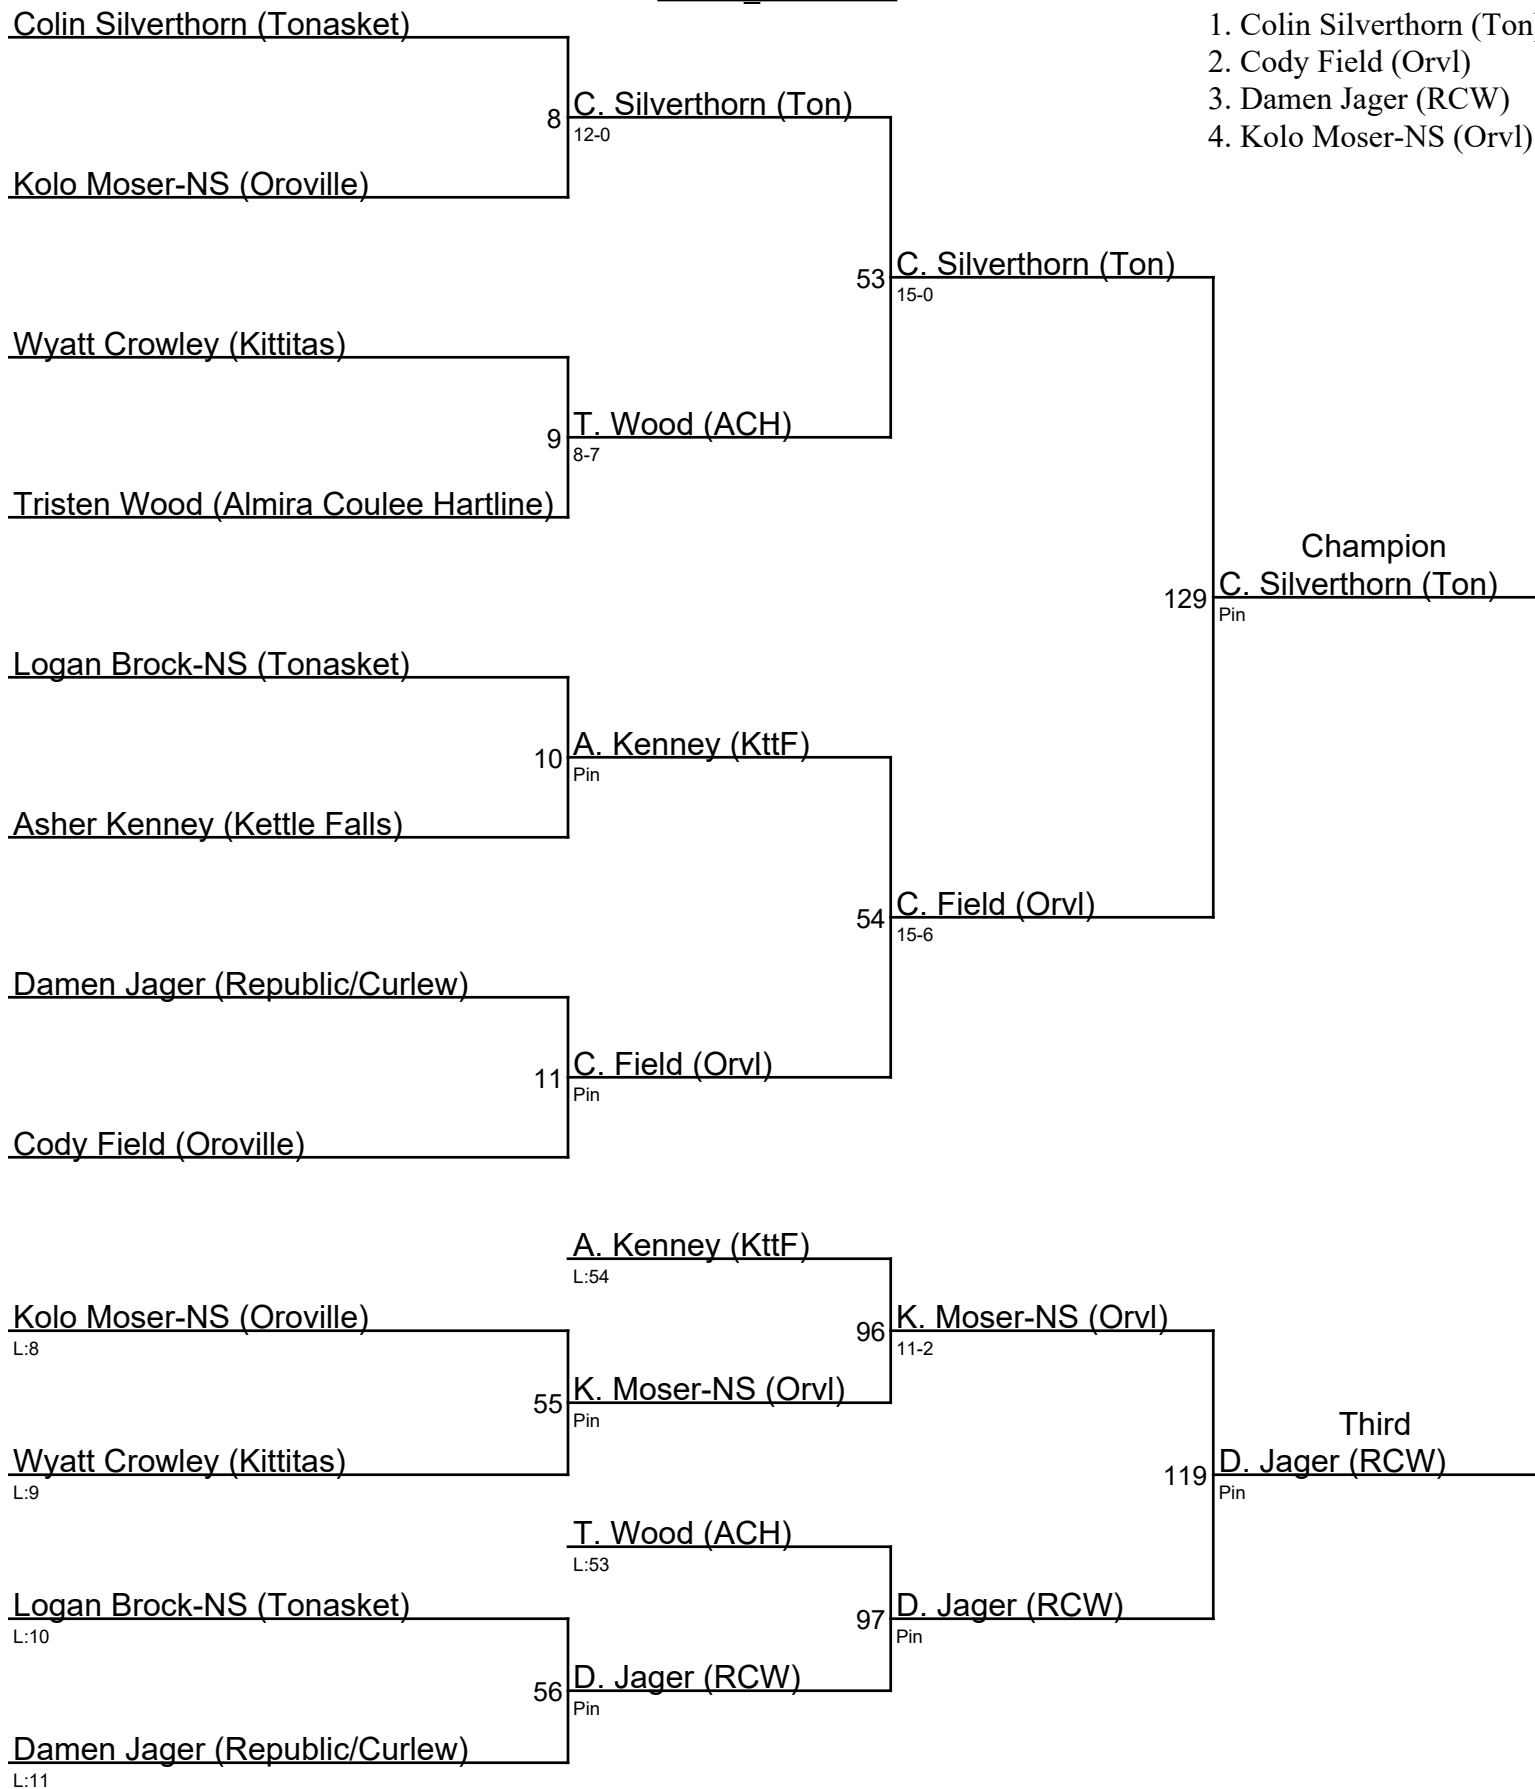 Colin Silverthorn (Tonasket)
1. Colin Silverthorn (Ton)
2. Cody Field (Orvl)
3. Damen Jager (RCW)
4. Kolo Moser-NS (Orvl)
8
C. Silverthorn (Ton)
12-0
Kolo Moser-NS (Oroville)
53
C. Silverthorn (Ton)
15-0
Wyatt Crowley (Kittitas)
9
T. Wood (ACH)
8-7
Tristen Wood (Almira Coulee Hartline)
Champion
129
C. Silverthorn (Ton)
Pin
Logan Brock-NS (Tonasket)
10
A. Kenney (KttF)
Pin
Asher Kenney (Kettle Falls)
54
C. Field (Orvl)
15-6
Damen Jager (Republic/Curlew)
11
C. Field (Orvl)
Pin
Cody Field (Oroville)
A. Kenney (KttF)
L:54
Kolo Moser-NS (Oroville)
L:8
96
K. Moser-NS (Orvl)
11-2
55
K. Moser-NS (Orvl)
Pin
Wyatt Crowley (Kittitas)
L:9
Third
119
D. Jager (RCW)
Pin
T. Wood (ACH)
L:53
Logan Brock-NS (Tonasket)
L:10
97
D. Jager (RCW)
Pin
56
D. Jager (RCW)
Pin
Damen Jager (Republic/Curlew)
L:11